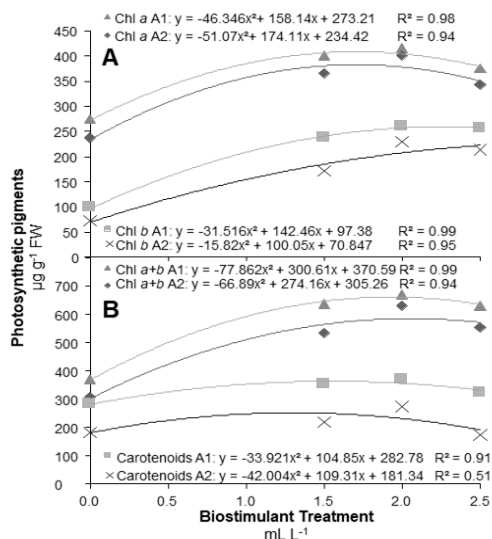 Chl a A1: y = -46.346x²+ 158.14x + 273.21 R² = 0.98
Chl a A2: y = -51.07x²+ 174.11x + 234.42 R² = 0.94
450
400
350
300
250
200
150
100
50
0
A
Chl b A1: y = -31.516x² + 142.46x + 97.38 R² = 0.99
Chl b A2: y = -15.82x² + 100.05x + 70.847 R² = 0.95
Photosynthetic pigments
µg g⁻¹ FW
Chl a+b A1: y = -77.862x² + 300.61x + 370.59 R² = 0.99
Chl a+b A2: y = -66.89x² + 274.16x + 305.26 R² = 0.94
700
600
500
400
300
200
100
0
B
Carotenoids A1: y = -33.921x² + 104.85x + 282.78 R² = 0.91
Carotenoids A2: y = -42.004x² + 109.31x + 181.34 R² = 0.51
0.0 0.5 1.0 1.5 2.0 2.5
Biostimulant Treatment
mL L⁻¹